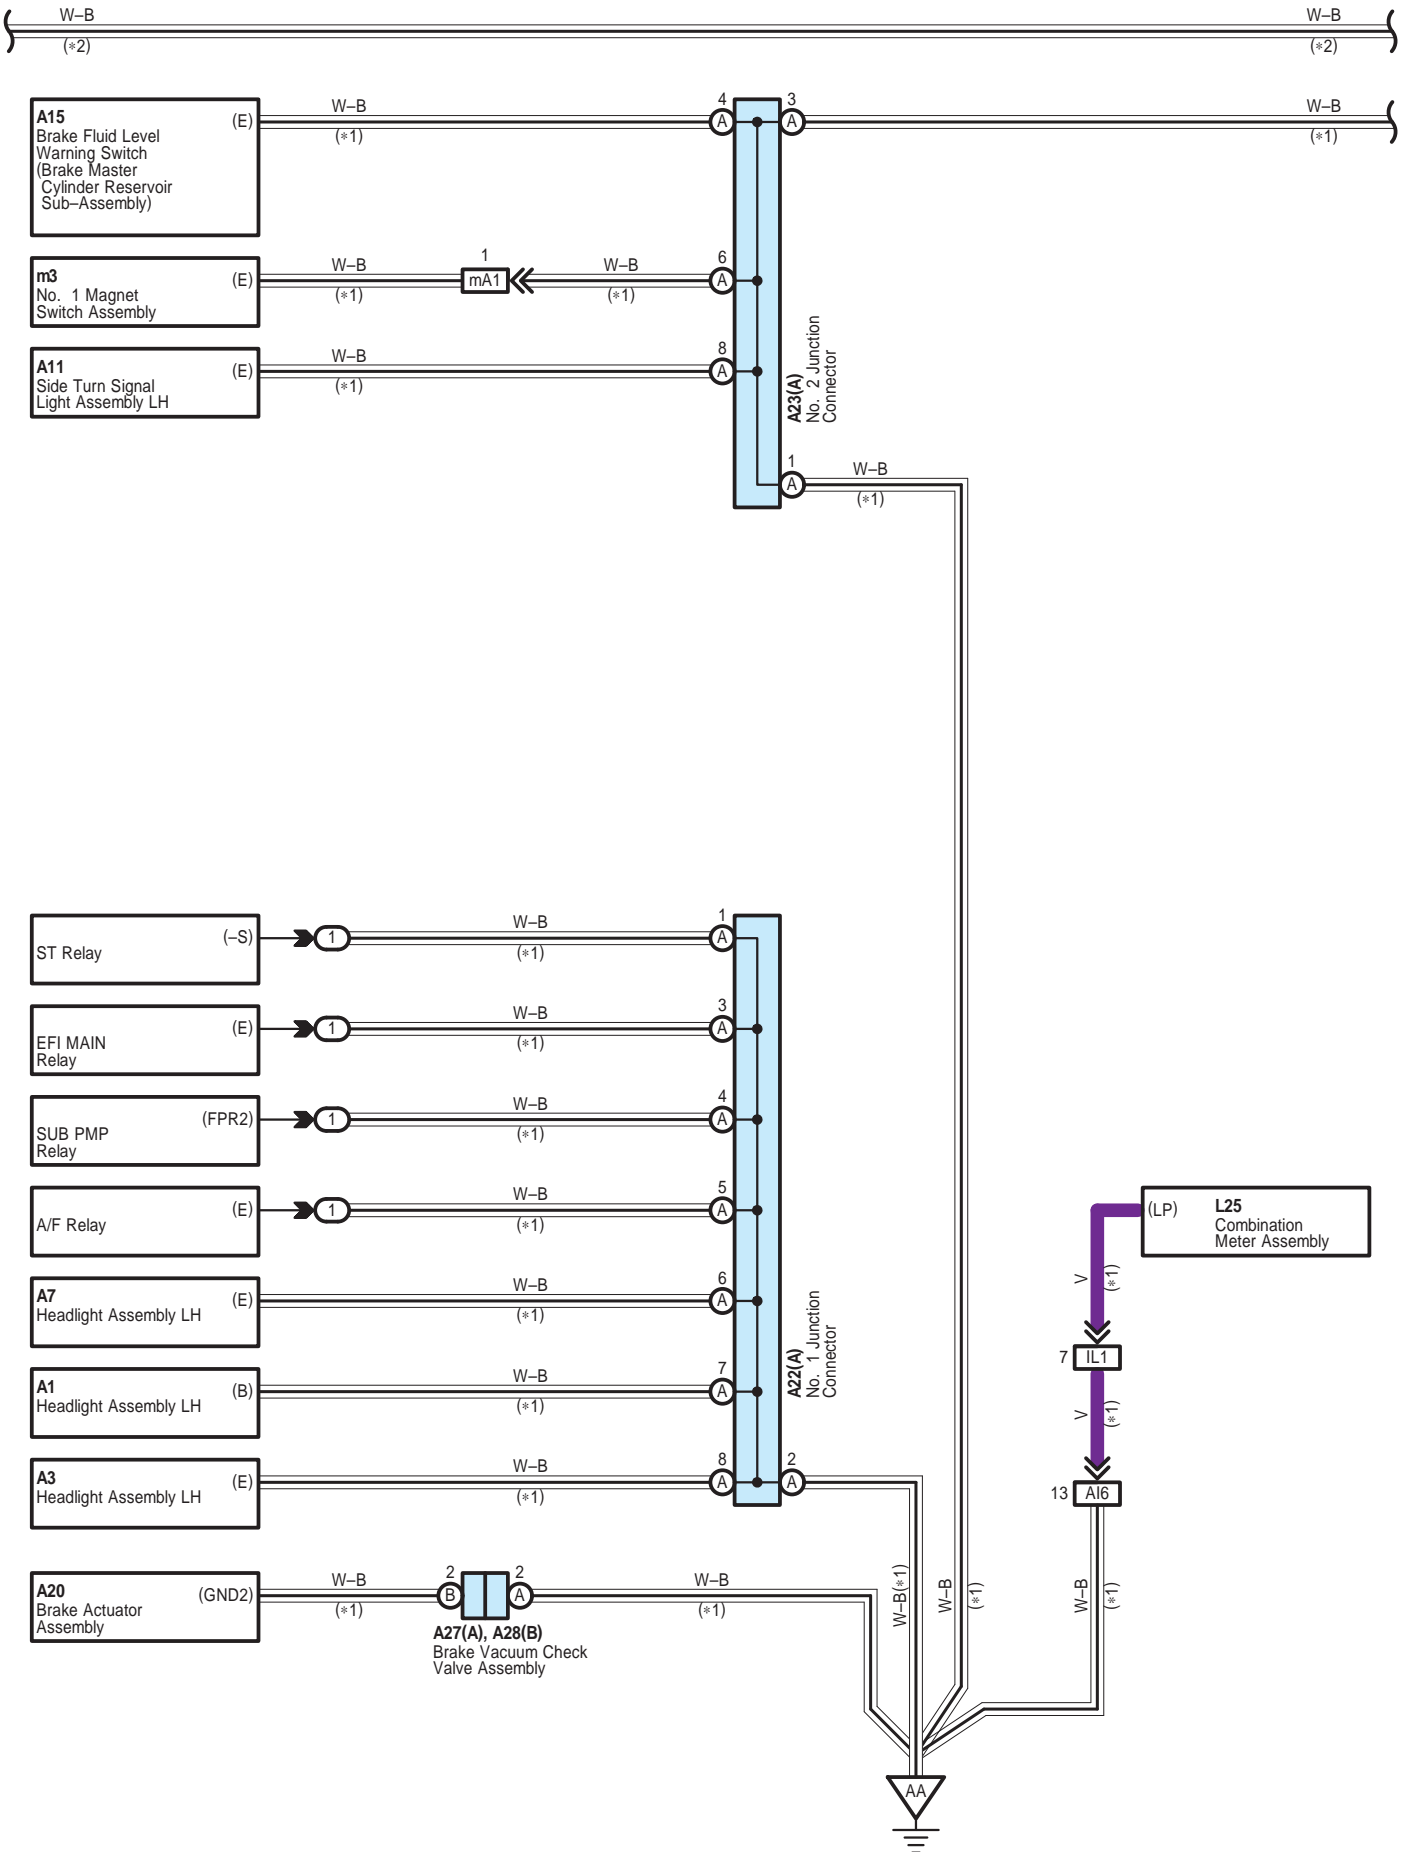 W–B W–B
(*2) (*2)
A15
Brake Fluid Level
Warning Switch
(Brake Master
Cylinder Reservoir
Sub–Assembly)
(E)
W–B
(*1)
4
A
3
A
W–B
(*1)
m3
No. 1 Magnet
Switch Assembly
(E)
W–B
(*1)
1
mA1
W–B
(*1)
6
A
A11
Side Turn Signal
Light Assembly LH
(E)
W–B
(*1)
8
A
A23(A)
No. 2 Junction
Connector
1
A
W–B
(*1)
ST Relay
(–S)
1
W–B
(*1)
1
A
EFI MAIN
Relay
(E)
1
W–B
(*1)
3
A
SUB PMP
Relay
(FPR2)
1
W–B
(*1)
4
A
A/F Relay
(E)
1
W–B
(*1)
5
A
A7
Headlight Assembly LH
(E)
W–B
(*1)
6
A
A1
Headlight Assembly LH
(B)
W–B
(*1)
7
A
A3
Headlight Assembly LH
(E)
W–B
(*1)
8
A
2
A
A22(A)
No. 1 Junction
Connector
(LP)
L25
Combination
Meter Assembly
V
(*1)
7
IL1
V
(*1)
13
AI6
A20
Brake Actuator
Assembly
(GND2)
W–B
(*1)
2
B
2
A
W–B
(*1)
A27(A), A28(B)
Brake Vacuum Check
Valve Assembly
W–B(*1)
W–B
(*1)
W–B
(*1)
AA